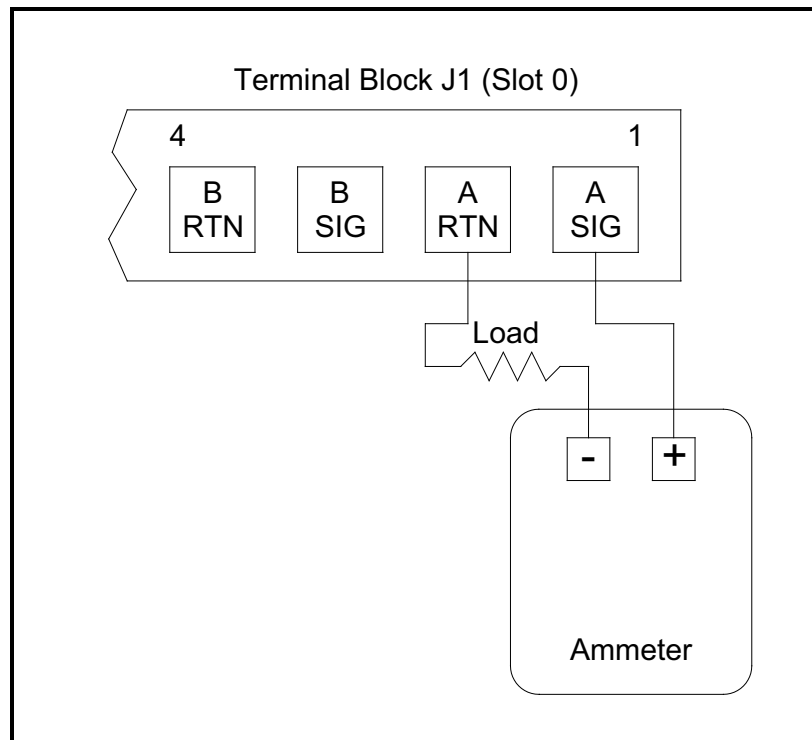 Terminal Block J1 (Slot 0)
4 1
B B A A
RTN SIG RTN SIG
Load
- +
Ammeter